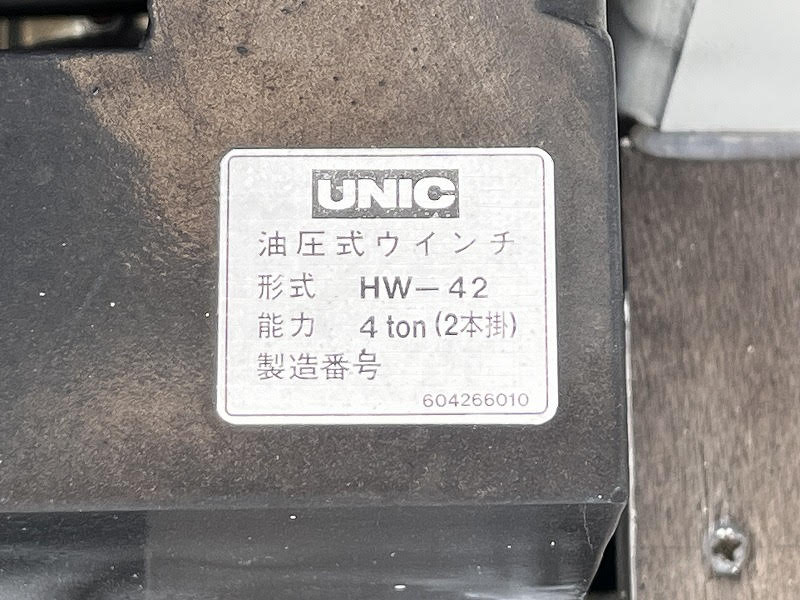 UNIC
油圧式ウインチ
形式 HW-42
能力 4 ton (2本掛)
製造番号
604266010